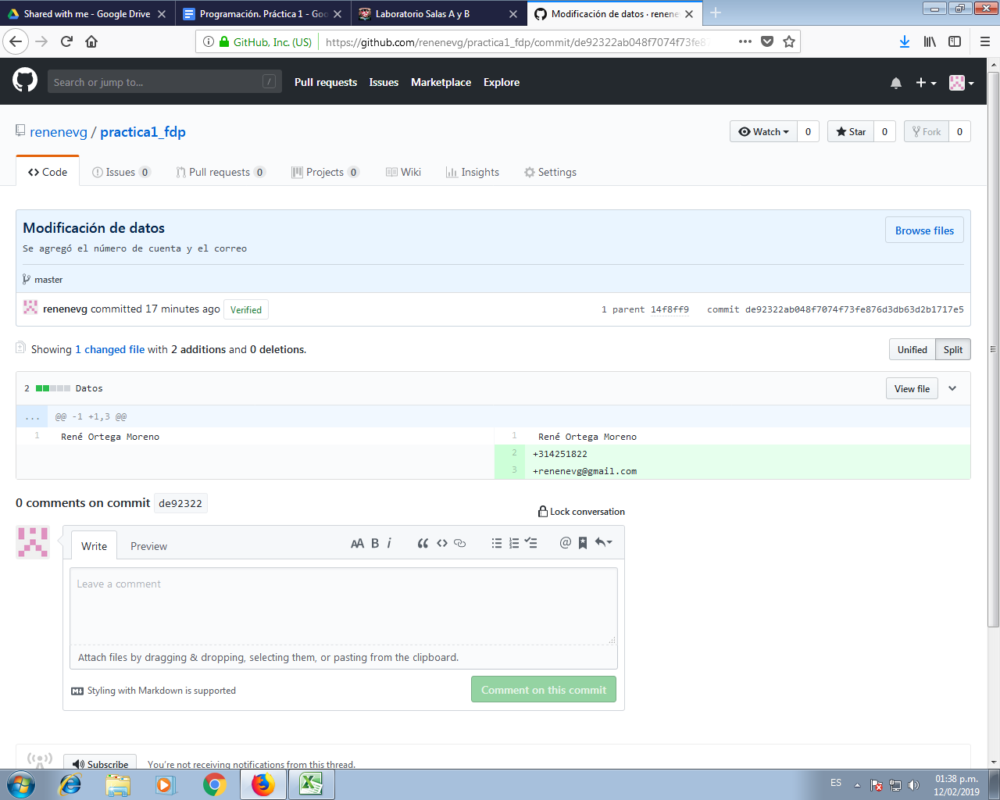 Shared with me - Google Drive
Programación. Práctica 1 - Goo
Laboratorio Salas A y B
Modificación de datos · renene
GitHub, Inc. (US)
https://github.com/renenevg/practica1_fdp/commit/de92322ab048f7074f73fe8
Search or jump to...
/
Pull requests
Issues
Marketplace
Explore
renenevg / practica1_fdp
Watch 0
Star 0
Fork 0
Code
Issues 0
Pull requests 0
Projects 0
Wiki
Insights
Settings
Modificación de datos
Browse files
Se agregó el número de cuenta y el correo
master
renenevg committed 17 minutes ago Verified
1 parent 14f8ff9 commit de92322ab048f7074f73fe876d3db63d2b1717e5
Showing 1 changed file with 2 additions and 0 deletions.
Unified Split
2 Datos
View file
... @@ -1 +1,3 @@
1 René Ortega Moreno
1 René Ortega Moreno
2 +314251822
3 +renenevg@gmail.com
0 comments on commit de92322
Lock conversation
Write
Preview
AA B i
Leave a comment
Attach files by dragging & dropping, selecting them, or pasting from the clipboard.
Styling with Markdown is supported
Comment on this commit
Subscribe
You're not receiving notifications from this thread.
ES
01:38 p.m.
12/02/2019